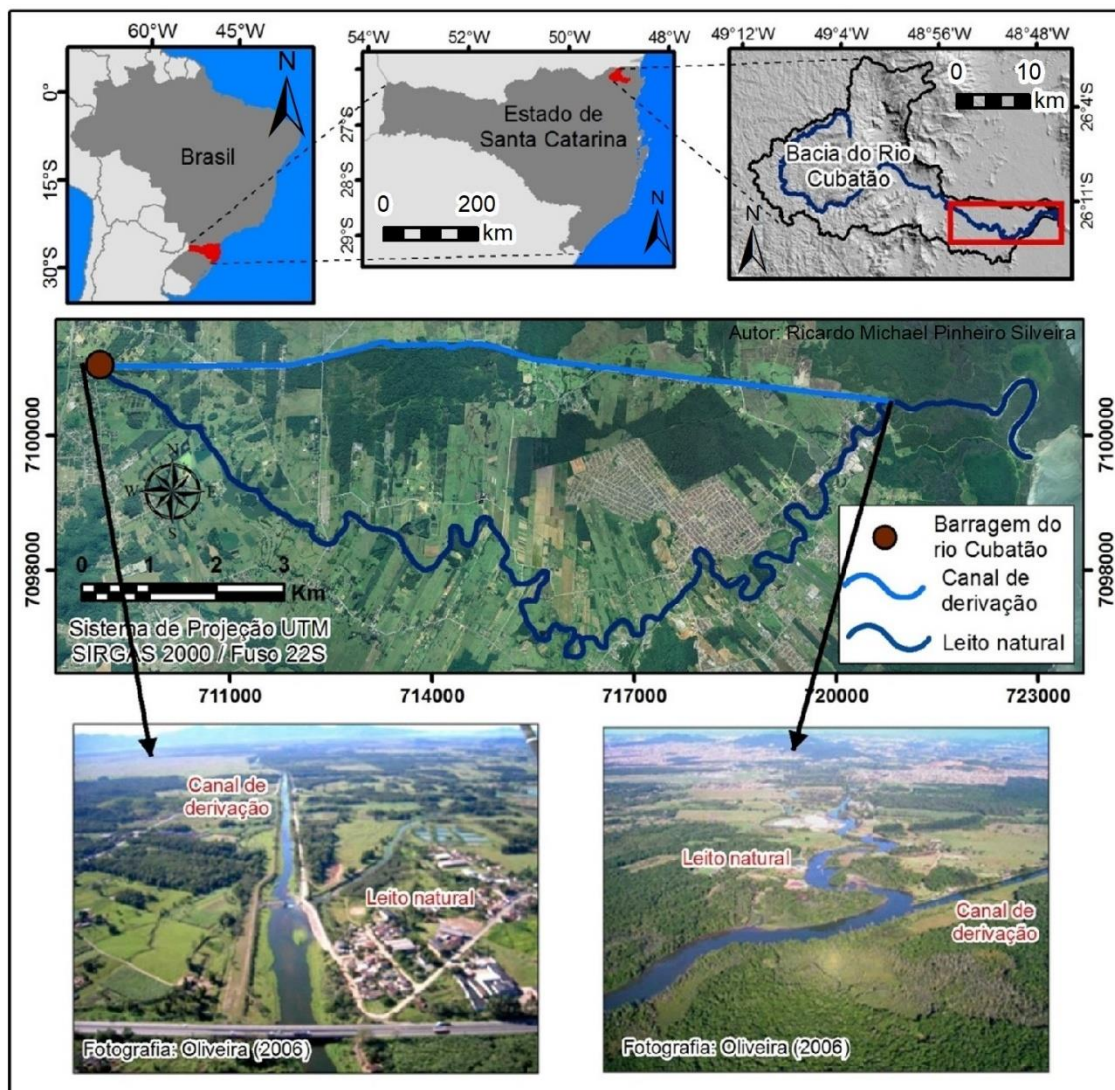 60°W 45°W
0°
15°S
30°S
N
Brasil
54°W 52°W 50°W 48°W
27°S
28°S
29°S
Estado de
Santa Catarina
0 200
km
N
49°12'W 49°4'W 48°56'W 48°48'W
26°4'S
26°11'S
0 10
km
Bacia do Rio
Cubatão
N
Autor: Ricardo Michael Pinheiro Silveira
7100000
7098000
7100000
7098000
N
W E
S
0 1 2 3
Km
Sistema de Projeção UTM
SIRGAS 2000 / Fuso 22S
Barragem do
rio Cubatão
Canal de
derivação
Leito natural
711000 714000 717000 720000 723000
Canal de
derivação
Leito natural
Fotografia: Oliveira (2006)
Leito natural
Canal de
derivação
Fotografia: Oliveira (2006)